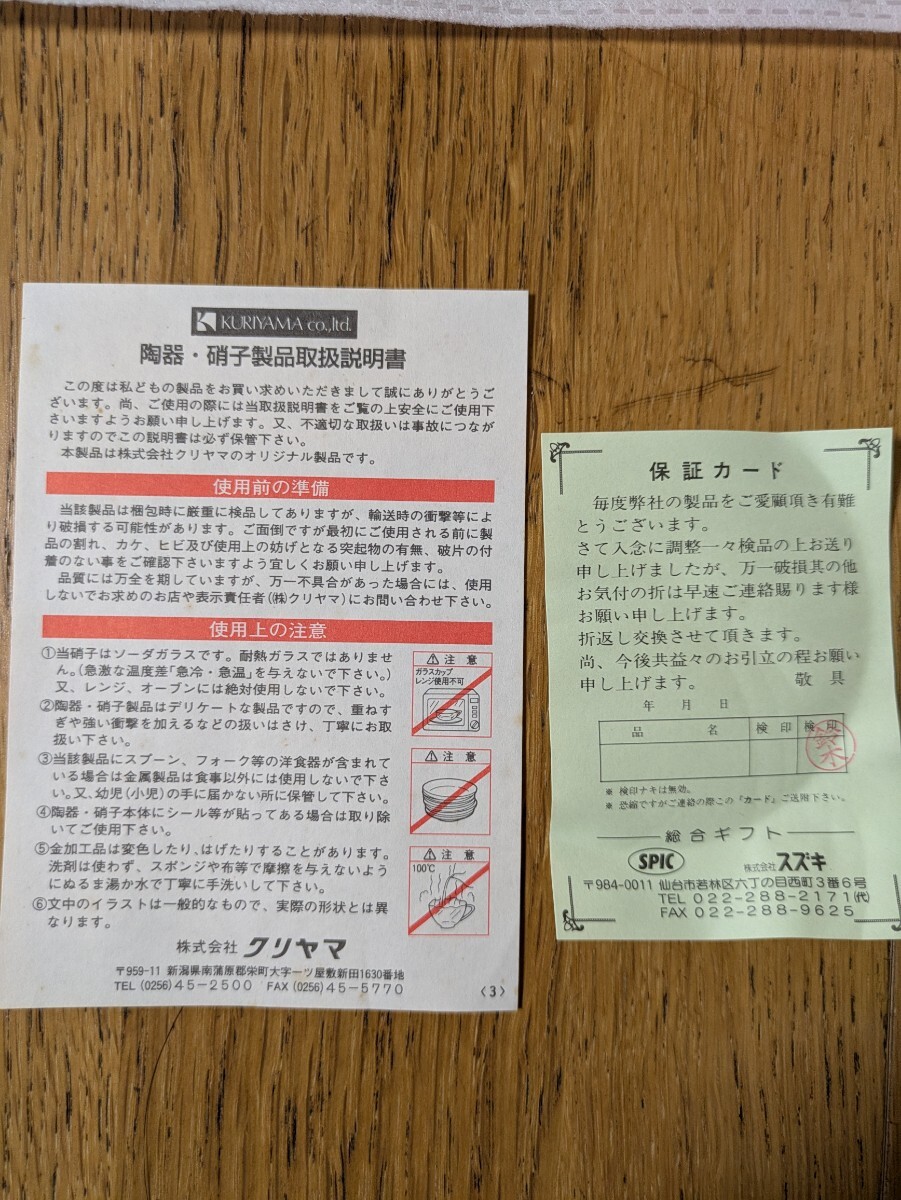 KURIYAMA co.,ltd.
陶器・硝子製品取扱説明書
この度は私どもの製品をお買い求めいただきまして誠にありがとうご
ざいます。尚、ご使用の際には当取扱説明書をご覧の上安全にご使用下
さいますようお願い申し上げます。又、不適切な取扱いは事故につなが
りますのでこの説明書は必ず保管下さい。
本製品は株式会社クリヤマのオリジナル製品です。
使用前の準備
当該製品は梱包時に厳重に検品してありますが、輸送時の衝撃等によ
り破損する可能性があります。ご面倒ですが最初にご使用される前に製
品の割れ、カケ、ヒビ及び使用上の妨げとなる突起物の有無、破片の付
着のない事をご確認下さいますよう宜しくお願い申し上げます。
品質には万全を期していますが、万一不具合があった場合には、使用
しないでお求めのお店や表示責任者(㈱クリヤマ)にお問い合わせ下さい。
使用上の注意
①当硝子はソーダガラスです。耐熱ガラスではありませ
ん。(急激な温度差「急冷・急温」を与えないで下さい。)
又、レンジ、オーブンには絶対使用しないで下さい。
②陶器・硝子製品はデリケートな製品ですので、重ねす
ぎや強い衝撃を加えるなどの扱いはさけ、丁寧にお取
扱い下さい。
③当該製品にスプーン、フォーク等の洋食器が含まれて
いる場合は金属製品は食事以外には使用しないで下さ
い。又、幼児(小児)の手に届かない所に保管して下さい。
④陶器・硝子本体にシール等が貼ってある場合は取り除
いてご使用下さい。
⑤金加工品は変色したり、はげたりすることがあります。
洗剤は使わず、スポンジや布等で摩擦を与えないよう
にぬるま湯か水で丁寧に手洗いして下さい。
⑥文中のイラストは一般的なもので、実際の形状とは異
なります。
⚠注 意
ガラスカップ
レンジ使用不可
⚠注 意
⚠注 意
100℃
株式会社 クリヤマ
〒959-11 新潟県南蒲原郡栄町大字一ツ屋敷新田1630番地
TEL (0256)45-2500 FAX (0256)45-5770
〈3〉
保証カード
毎度弊社の製品をご愛顧頂き有難
とうございます。
さて入念に調整一々検品の上お送り
申し上げましたが、万一破損其の他
お気付の折は早速ご連絡賜ります様
お願い申し上げます。
折返し交換させて頂きます。
尚、今後共益々のお引立の程お願い
申し上げます。 敬 具
年 月 日
品 名 検 印 検 印
※ 検印ナキは無効。
※ 恐縮ですがご連絡の際この『カード』ご送附下さい。
総合ギフト
SPIC 株式会社 スズキ
〒984-0011 仙台市若林区六丁の目西町3番6号
TEL 022-288-2171(代)
FAX 022-288-9625